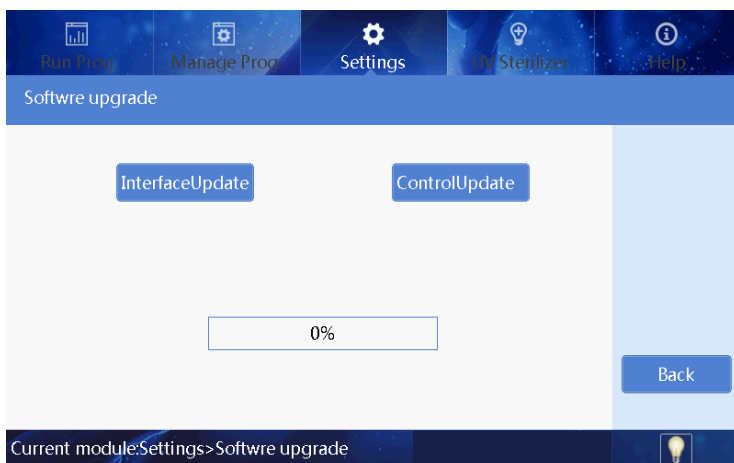 Run Prog.
Manage Prog.
Settings
UV Sterilizer
Help
Softwre upgrade
InterfaceUpdate
ControlUpdate
0%
Back
Current module:Settings>Softwre upgrade